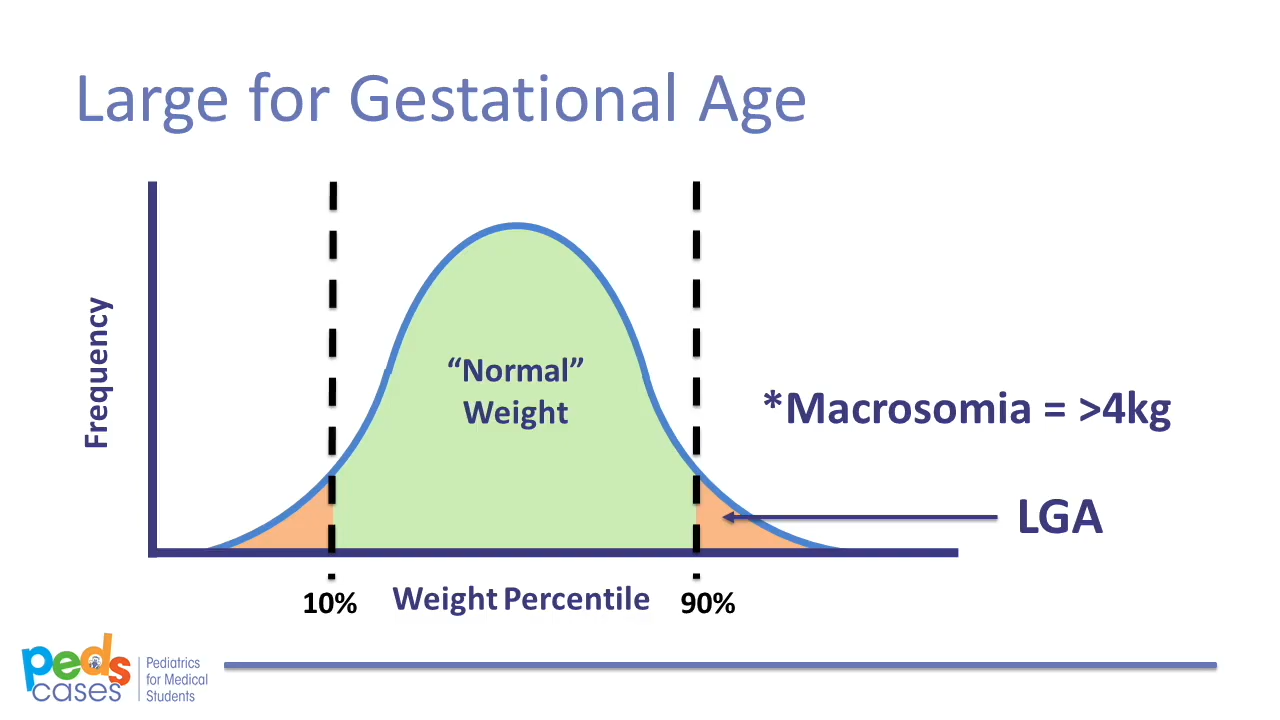 Large for Gestational Age
Frequency
“Normal”
Weight
*Macrosomia = >4kg
LGA
10%
Weight Percentile
90%
peds
cases
Pediatrics
for Medical
Students